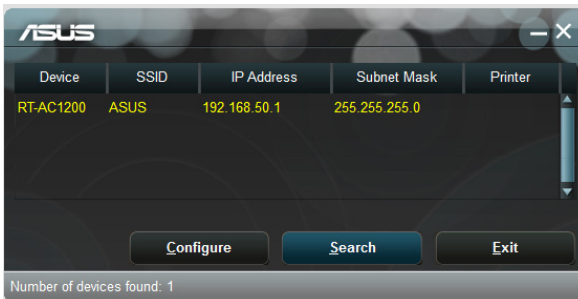 ASUS
Device SSID IP Address Subnet Mask Printer
RT-AC1200 ASUS 192.168.50.1 255.255.255.0
Configure Search Exit
Number of devices found: 1